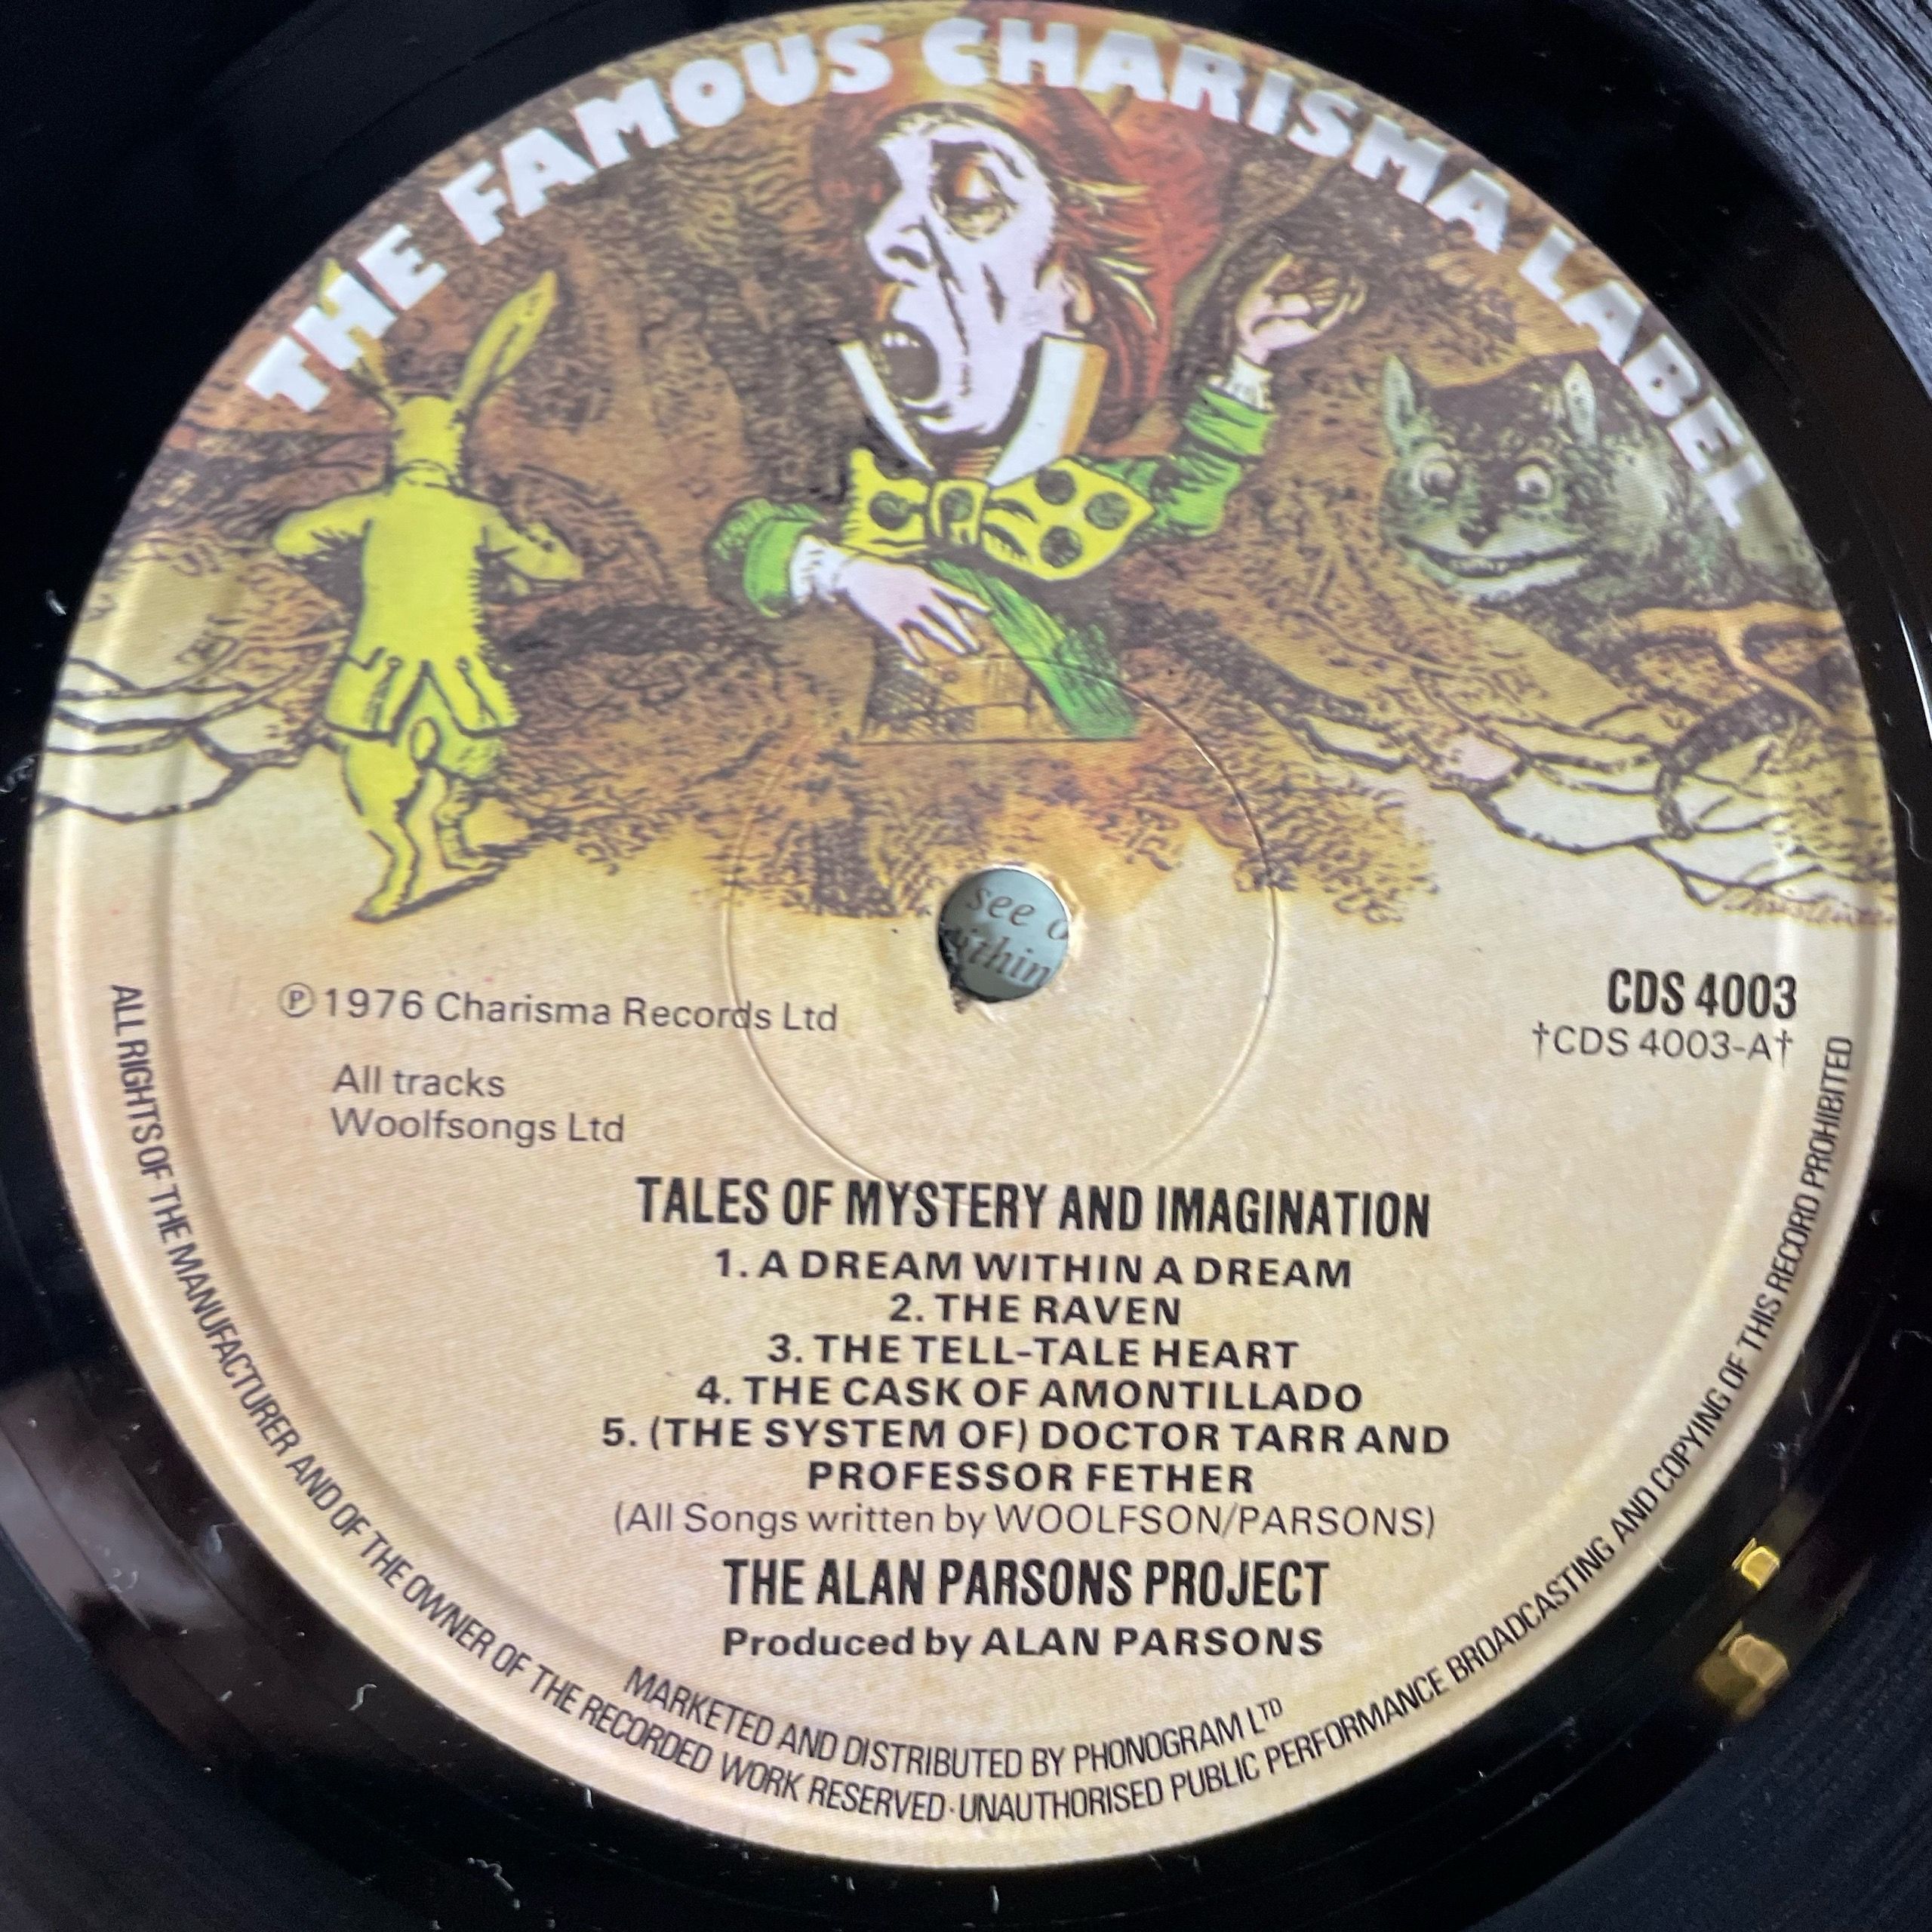 THE FAMOUS CHARISMA LABEL
see
ithin
℗1976 Charisma Records Ltd
All tracks
Woolfsongs Ltd
CDS 4003
†CDS 4003-A†
TALES OF MYSTERY AND IMAGINATION
1. A DREAM WITHIN A DREAM
2. THE RAVEN
3. THE TELL-TALE HEART
4. THE CASK OF AMONTILLADO
5. (THE SYSTEM OF) DOCTOR TARR AND
PROFESSOR FETHER
(All Songs written by WOOLFSON/PARSONS)
THE ALAN PARSONS PROJECT
Produced by ALAN PARSONS
MARKETED AND DISTRIBUTED BY PHONOGRAM LTD
ALL RIGHTS OF THE MANUFACTURER AND OF THE OWNER OF THE RECORDED WORK RESERVED · UNAUTHORISED PUBLIC PERFORMANCE BROADCASTING AND COPYING OF THIS RECORD PROHIBITED